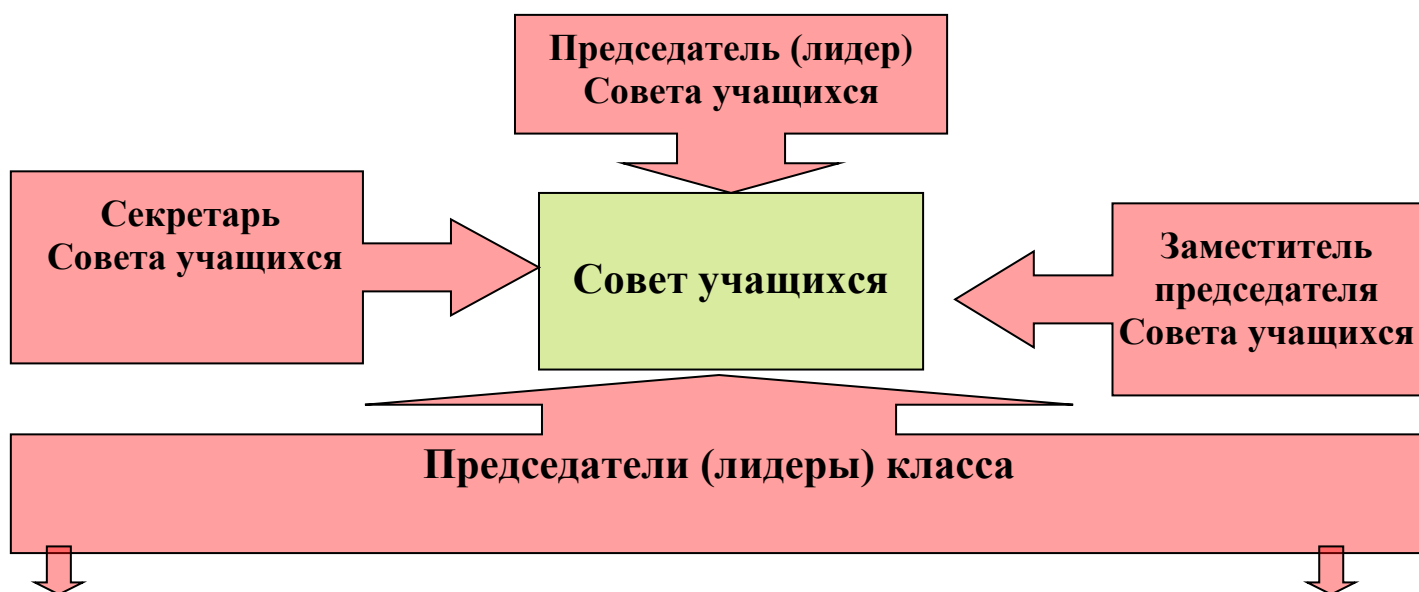 Председатель (лидер)
Совета учащихся
Секретарь
Совета учащихся
Совет учащихся
Заместитель
председателя
Совета учащихся
Председатели (лидеры) класса